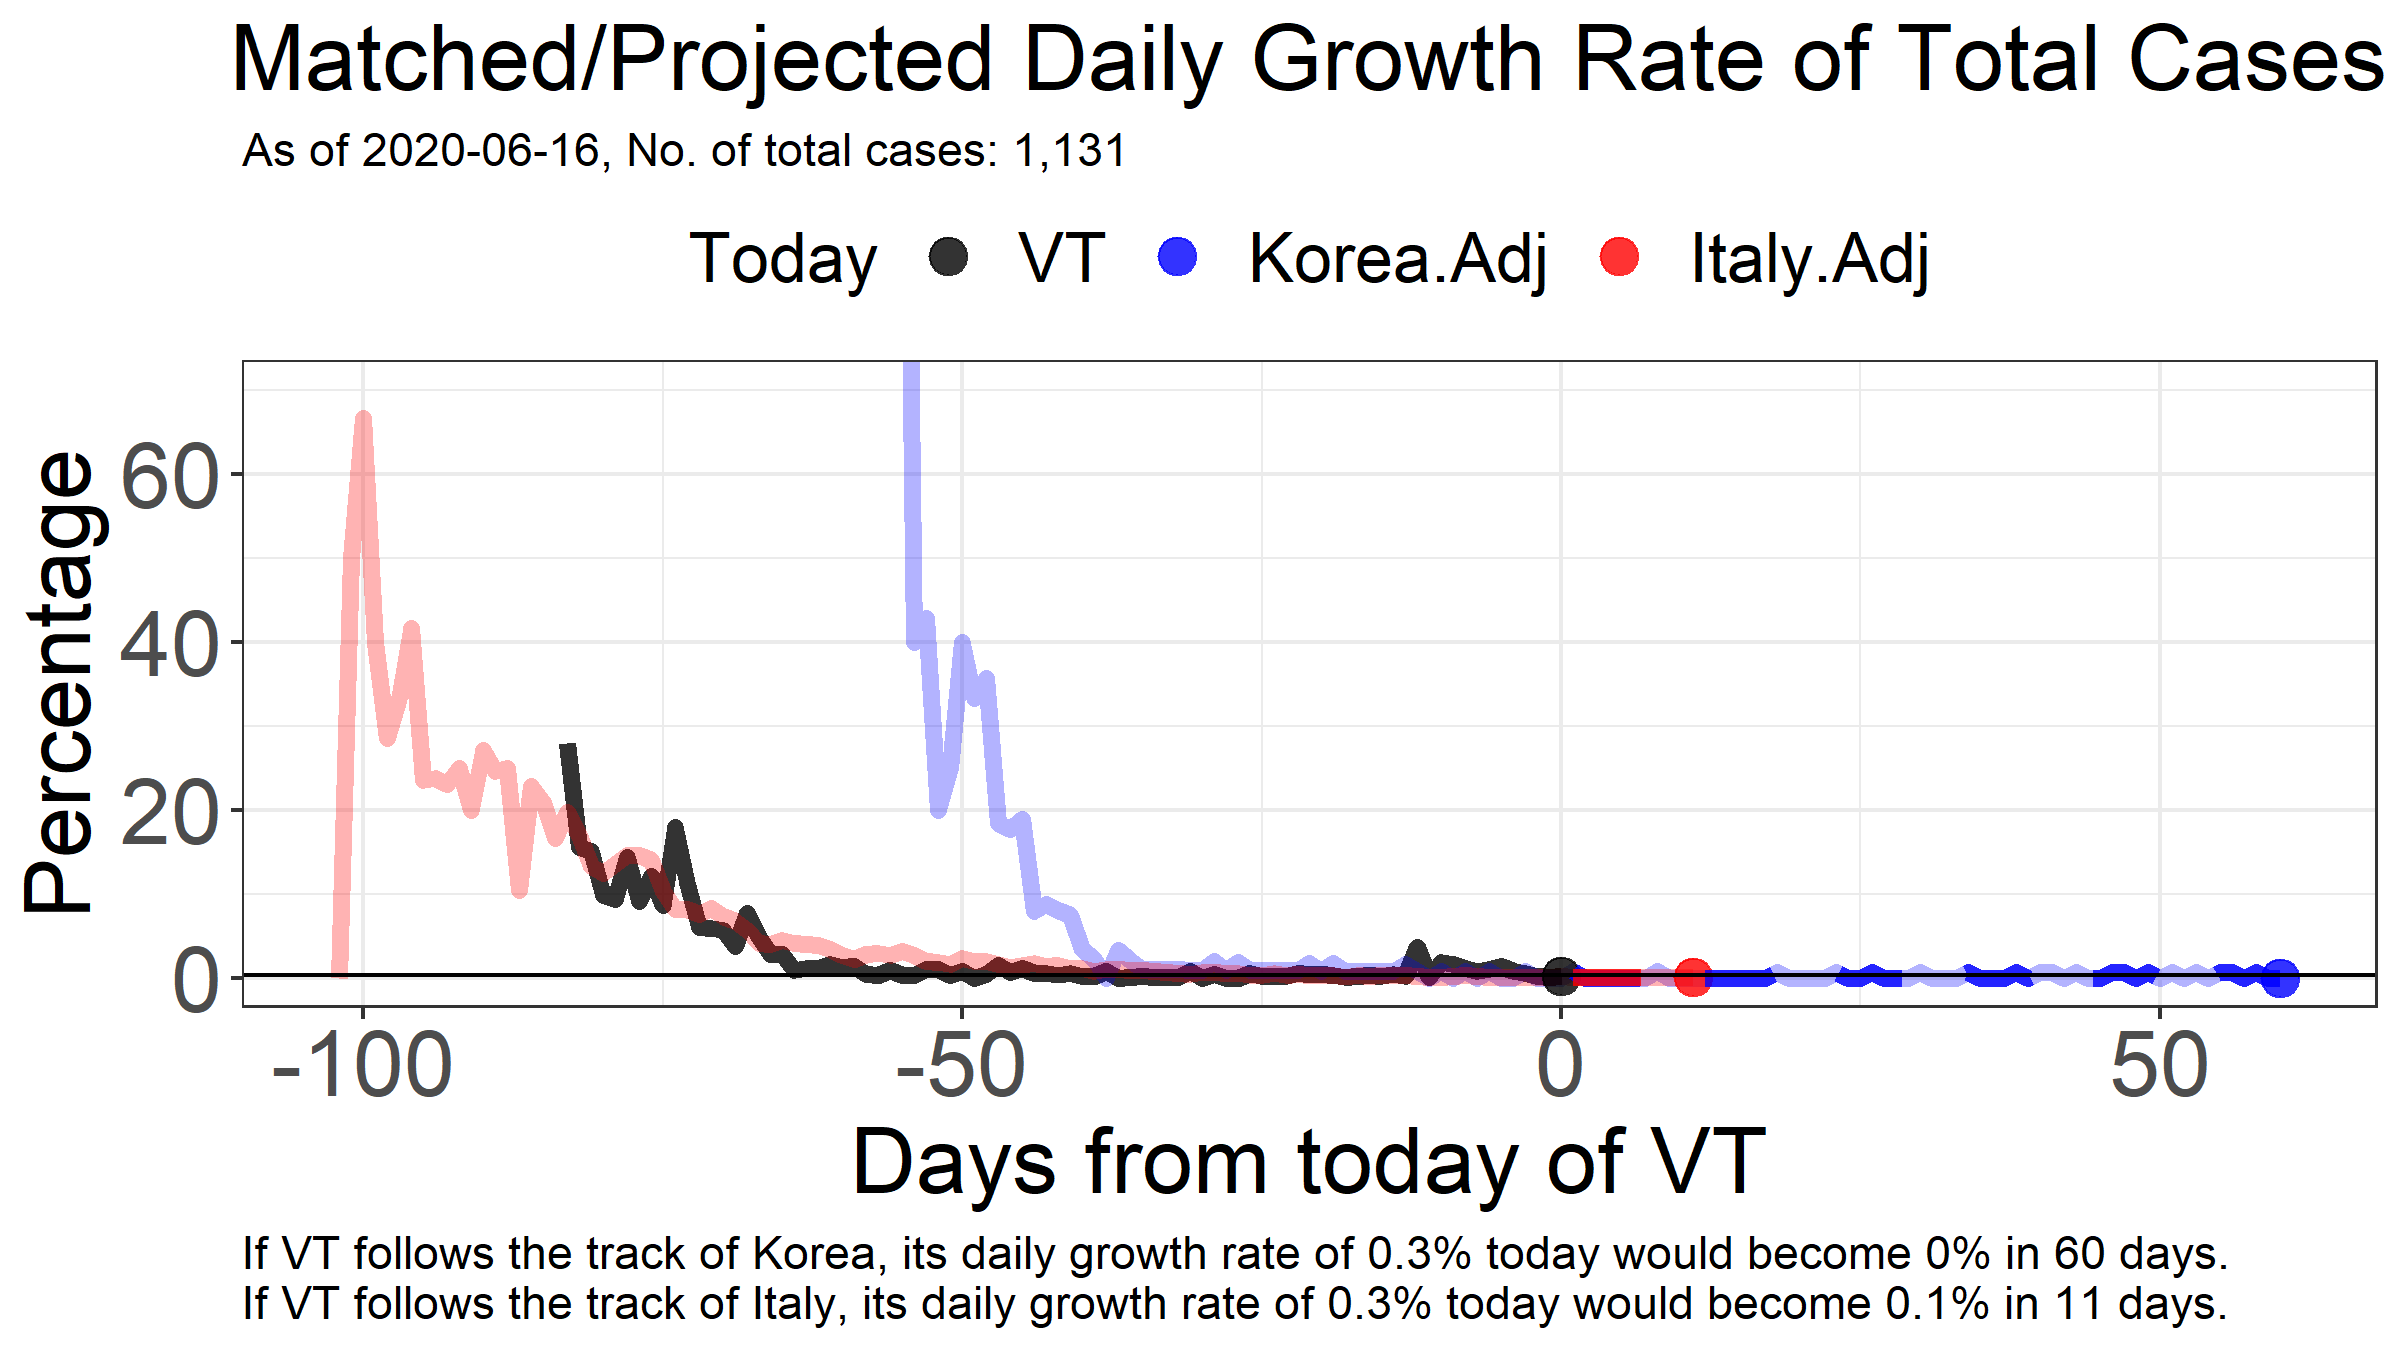 Matched/Projected Daily Growth Rate of Total Cases
As of 2020-06-16, No. of total cases: 1,131
Today VT Korea.Adj Italy.Adj
Percentage
60
40
20
0
-100 -50 0 50
Days from today of VT
If VT follows the track of Korea, its daily growth rate of 0.3% today would become 0% in 60 days.
If VT follows the track of Italy, its daily growth rate of 0.3% today would become 0.1% in 11 days.